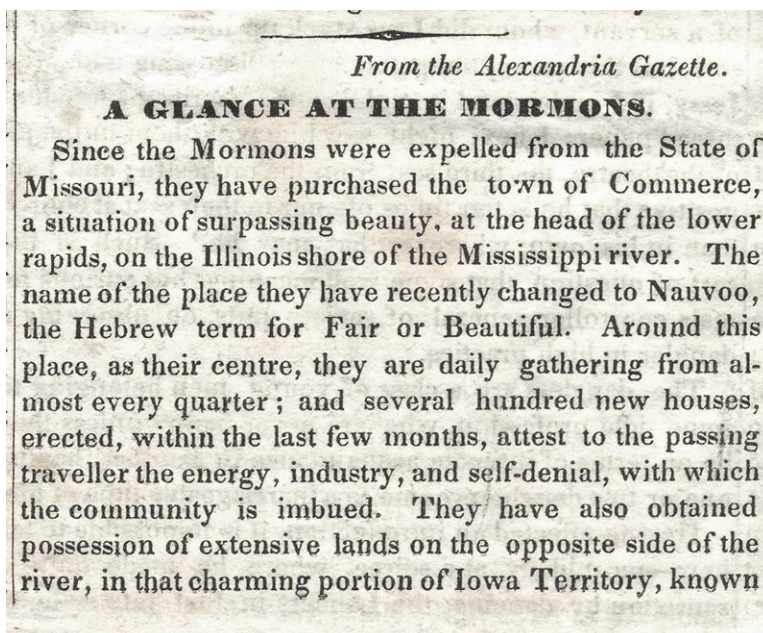 From the Alexandria Gazette.
A GLANCE AT THE MORMONS.
Since the Mormons were expelled from the State of
Missouri, they have purchased the town of Commerce,
a situation of surpassing beauty, at the head of the lower
rapids, on the Illinois shore of the Mississippi river. The
name of the place they have recently changed to Nauvoo,
the Hebrew term for Fair or Beautiful. Around this
place, as their centre, they are daily gathering from al-
most every quarter; and several hundred new houses,
erected, within the last few months, attest to the passing
traveller the energy, industry, and self-denial, with which
the community is imbued. They have also obtained
possession of extensive lands on the opposite side of the
river, in that charming portion of Iowa Territory, known